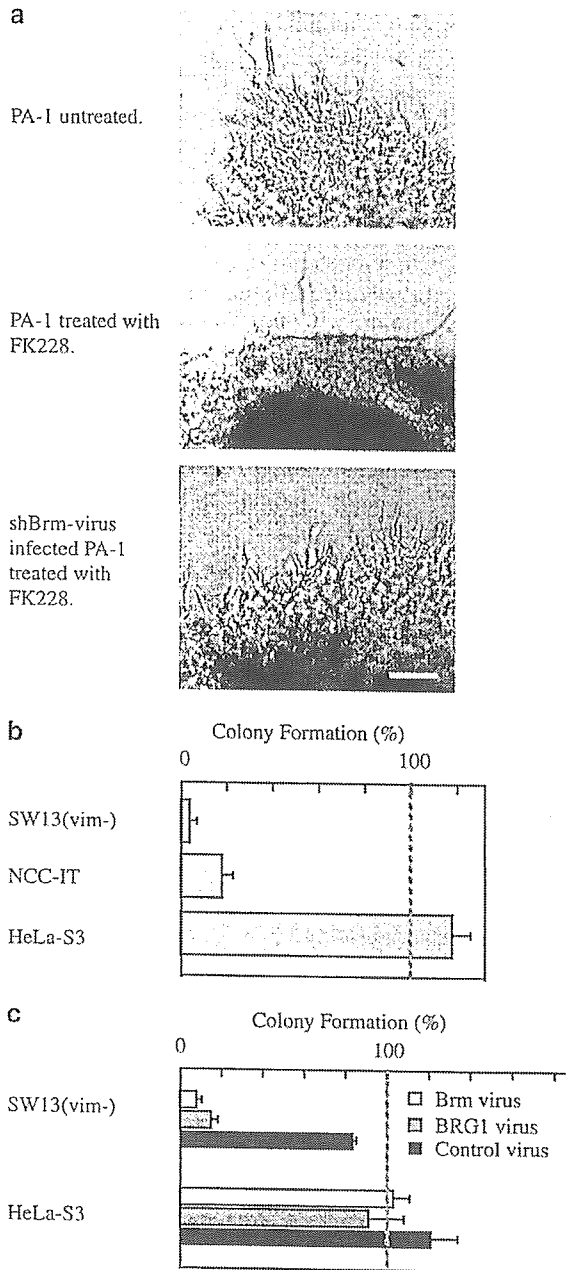 a
PA-1 untreated.
PA-1 treated with
FK228.
shBrm-virus
infected PA-1
treated with
FK228.
b
Colony Formation (%)
0 100
SW13(vim-)
NCC-IT
HeLa-S3
c
Colony Formation (%)
0 100
SW13(vim-)
Brm virus
BRG1 virus
Control virus
HeLa-S3